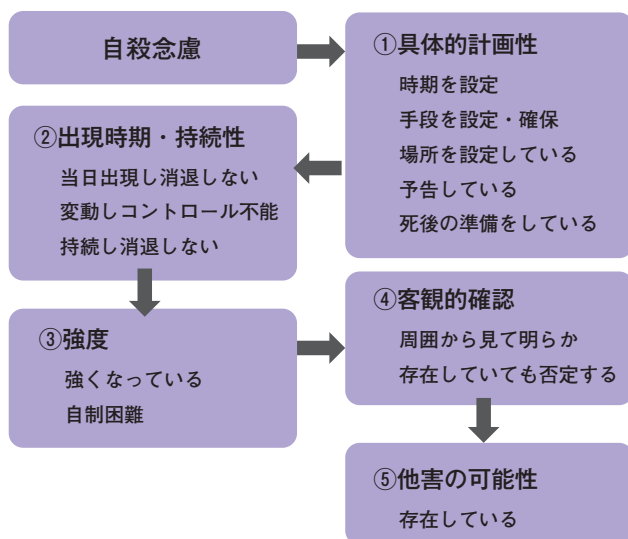 自殺念慮
①具体的計画性
時期を設定
手段を設定・確保
場所を設定している
予告している
死後の準備をしている
②出現時期・持続性
当日出現し消退しない
変動しコントロール不能
持続し消退しない
③強度
強くなっている
自制困難
④客観的確認
周囲から見て明らか
存在していても否定する
⑤他害の可能性
存在している